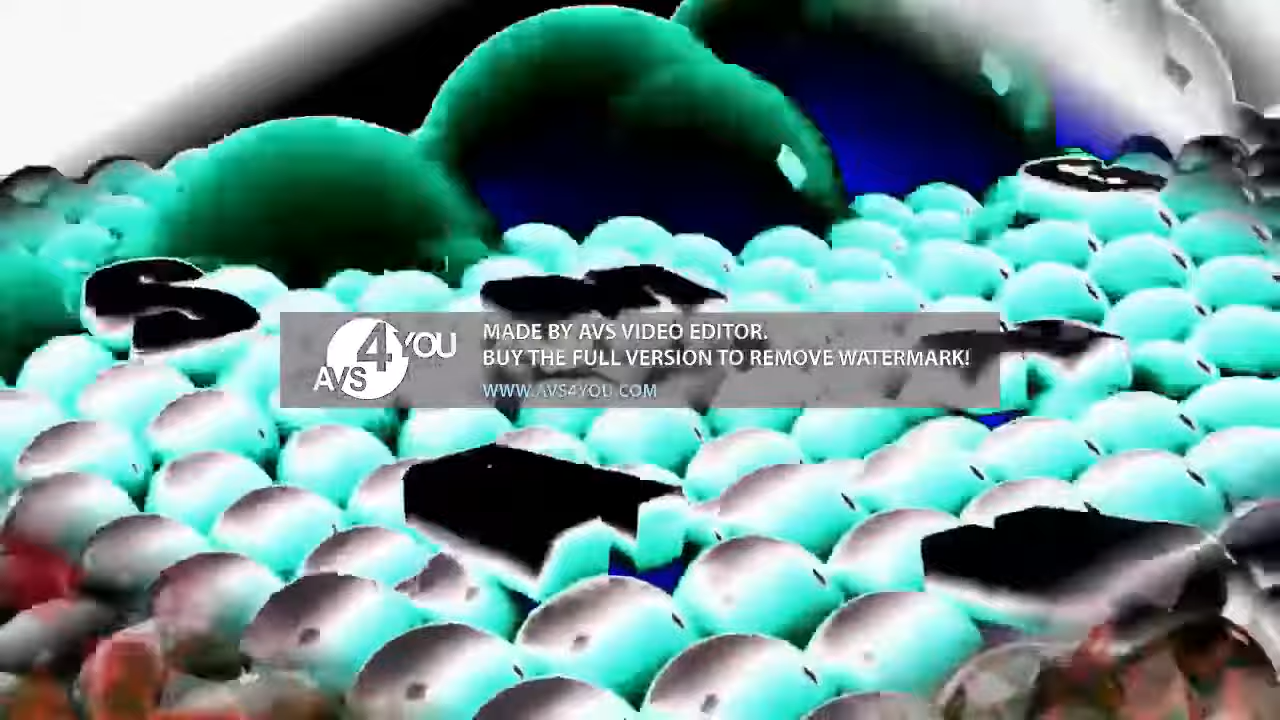 AVS4YOU
MADE BY AVS VIDEO EDITOR.
BUY THE FULL VERSION TO REMOVE WATERMARK!
WWW.AVS4YOU.COM